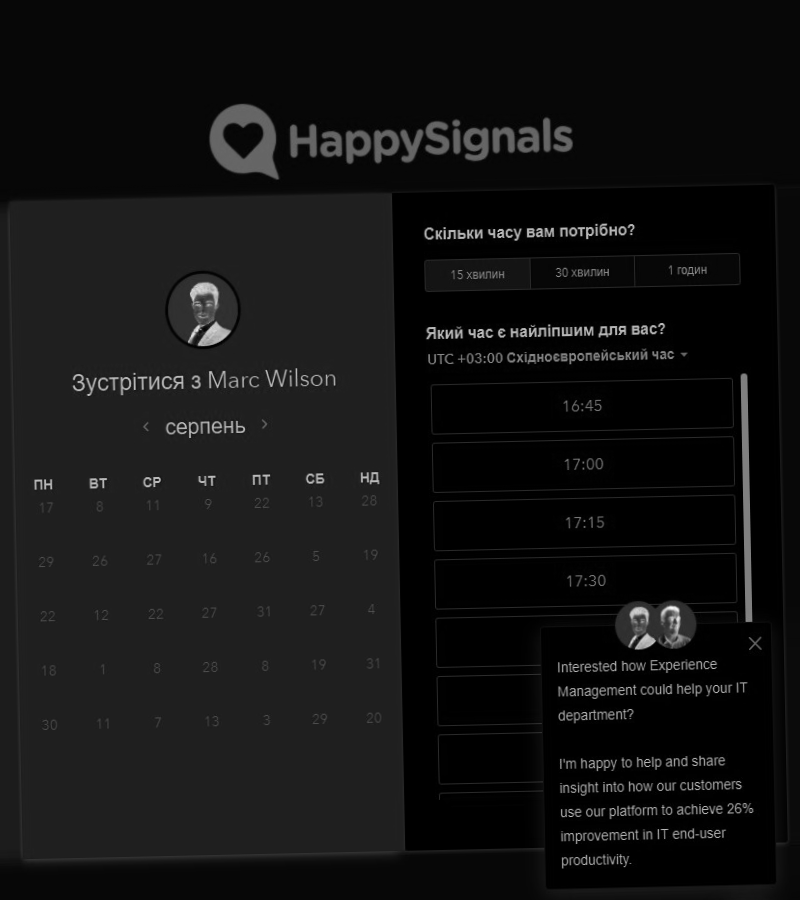 HappySignals
Зустрітися з Marc Wilson
серпень
ПН ВТ СР ЧТ ПТ СБ НД
17 8 11 9 22 13 28
29 26 27 16 26 5 19
22 12 22 27 31 27 4
18 1 8 28 8 19 31
30 11 7 13 3 29 20
Скільки часу вам потрібно?
15 хвилин 30 хвилин 1 годин
Який час є найліпшим для вас?
UTC +03:00 Східноєвропейський час
16:45
17:00
17:15
17:30
Interested how Experience
Management could help your IT
department?
I'm happy to help and share
insight into how our customers
use our platform to achieve 26%
improvement in IT end-user
productivity.